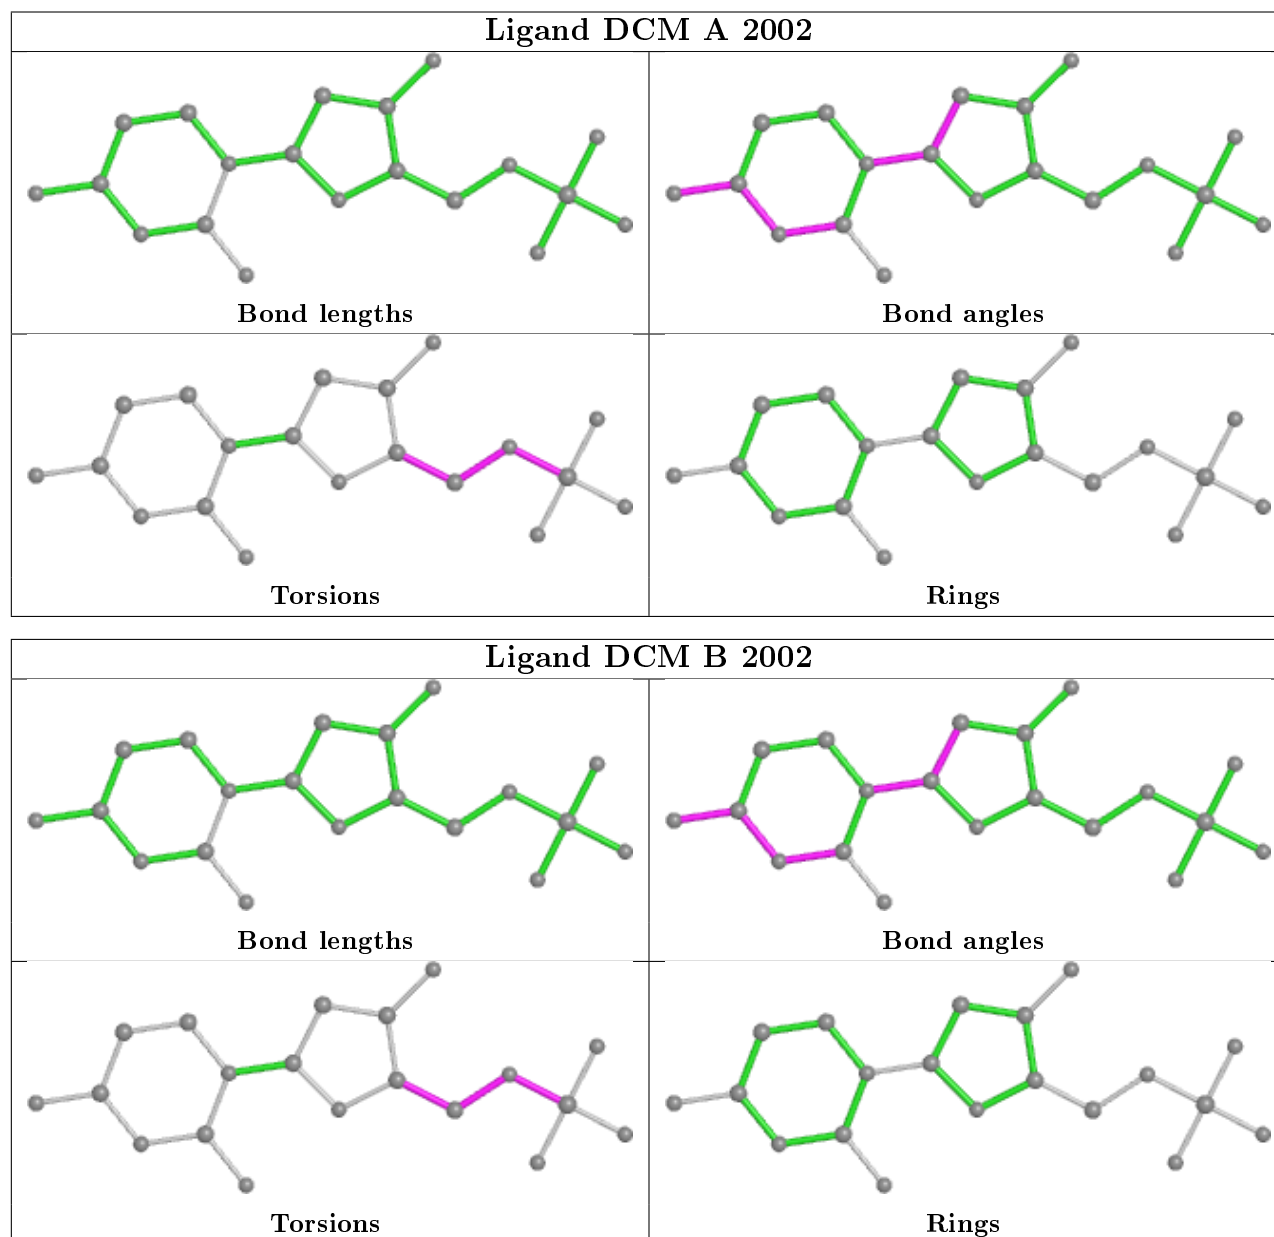 Ligand DCM A 2002
Bond lengths
Bond angles
Torsions
Rings
Ligand DCM B 2002
Bond lengths
Bond angles
Torsions
Rings